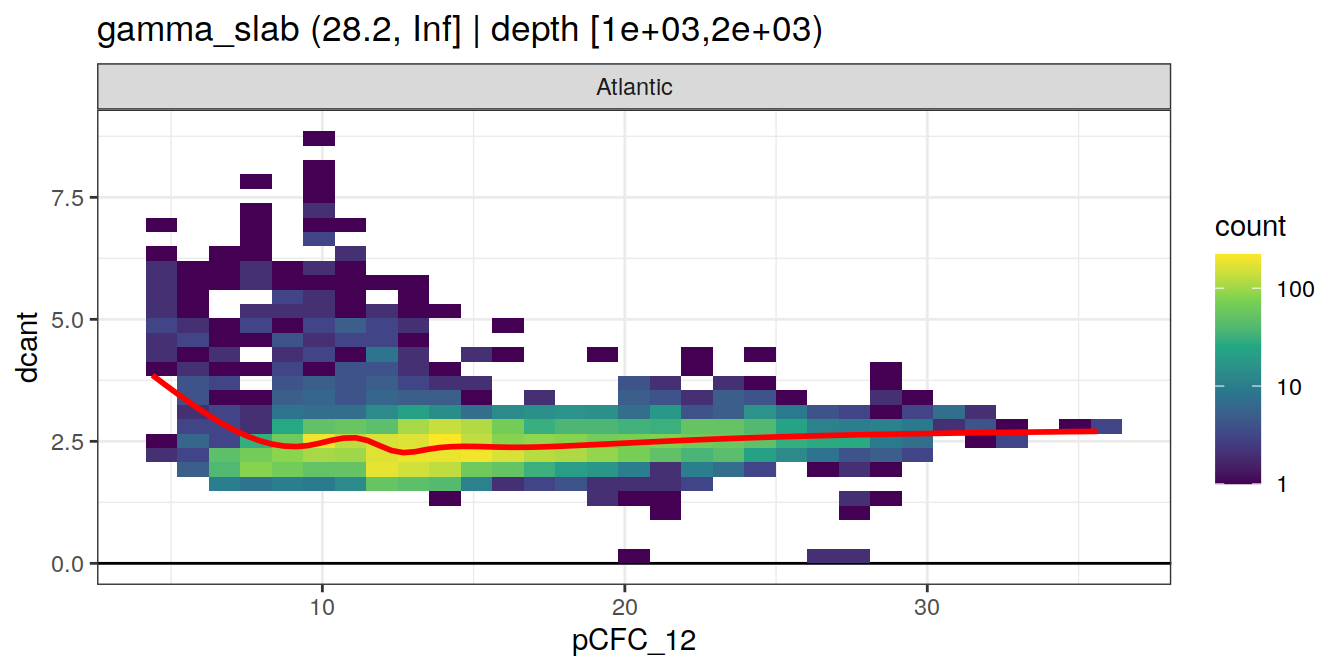 gamma_slab (28.2, Inf] | depth [1e+03,2e+03)
Atlantic
7.5
5.0
2.5
0.0
dcant
10
20
30
pCFC_12
count
100
10
1